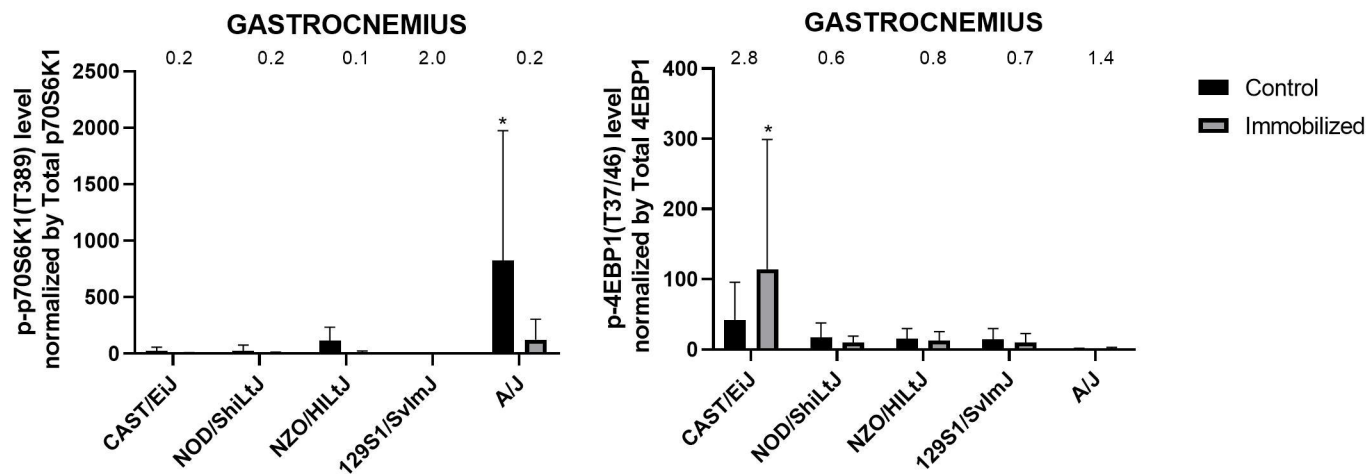 GASTROCNEMIUS
0.2 0.2 0.1 2.0 0.2
p-p70S6K1(T389) level
normalized by Total p70S6K1
2500
2000
1500
1000
500
0
*
CAST/EiJ
NOD/ShiLtJ
NZO/HlLtJ
129S1/SvImJ
A/J
GASTROCNEMIUS
2.8 0.6 0.8 0.7 1.4
p-4EBP1(T37/46) level
normalized by Total 4EBP1
400
300
200
100
0
*
CAST/EiJ
NOD/ShiLtJ
NZO/HlLtJ
129S1/SvImJ
A/J
Control
Immobilized